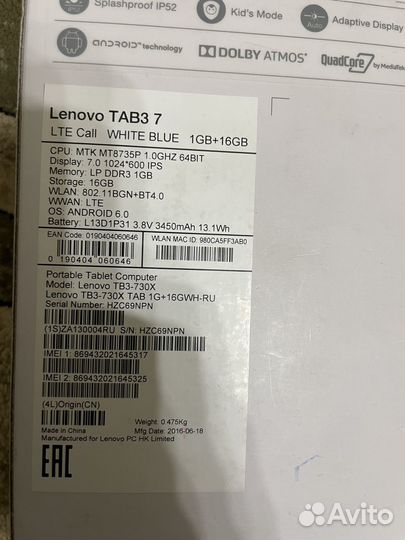 Splashproof IP52
Kid's Mode
Auto
Adaptive Display
ANDROID technology
DOLBY ATMOS®
QuadCore by MediaTek
Lenovo TAB3 7
LTE Call WHITE BLUE 1GB+16GB
CPU: MTK MT8735P 1.0GHZ 64BIT
Display: 7.0 1024*600 IPS
Memory: LP DDR3 1GB
Storage: 16GB
WLAN: 802.11BGN+BT4.0
WWAN: LTE
OS: ANDROID 6.0
Battery: L13D1P31 3.8V 3450mAh 13.1Wh
EAN Code: 0190404060646
WLAN MAC ID: 980CA5FF3AB0
0 190404 060646
Portable Tablet Computer
Model: Lenovo TB3-730X
Lenovo TB3-730X TAB 1G+16GWH-RU
Serial Number: HZC69NPN
(1S)ZA130004RU S/N: HZC69NPN
IMEI 1: 869432021645317
IMEI 2: 869432021645325
(4L)Origin(CN)
Weight: 0.475Kg
Made in China
Mfg Date: 2016-06-18
Manufactured for Lenovo PC HK Limited
EAC
Avito